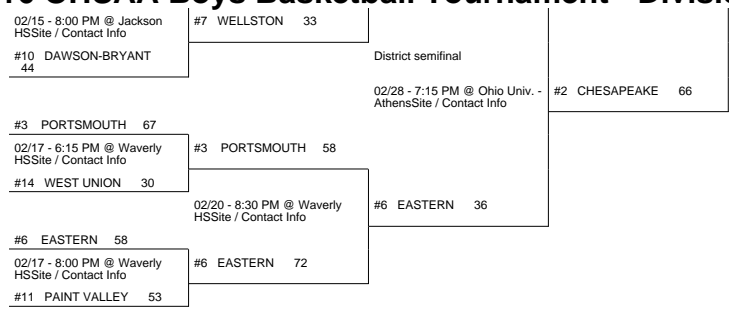 OHSAA Boys Basketball Tournament -
02/15 - 8:00 PM @ Jackson
HSSite / Contact Info
#7 WELLSTON 33
#10 DAWSON-BRYANT
44
District semifinal
02/28 - 7:15 PM @ Ohio Univ. -
AthensSite / Contact Info
#2 CHESAPEAKE 66
#3 PORTSMOUTH 67
02/17 - 6:15 PM @ Waverly
HSSite / Contact Info
#3 PORTSMOUTH 58
#14 WEST UNION 30
02/20 - 8:30 PM @ Waverly
HSSite / Contact Info
#6 EASTERN 36
#6 EASTERN 58
02/17 - 8:00 PM @ Waverly
HSSite / Contact Info
#6 EASTERN 72
#11 PAINT VALLEY 53